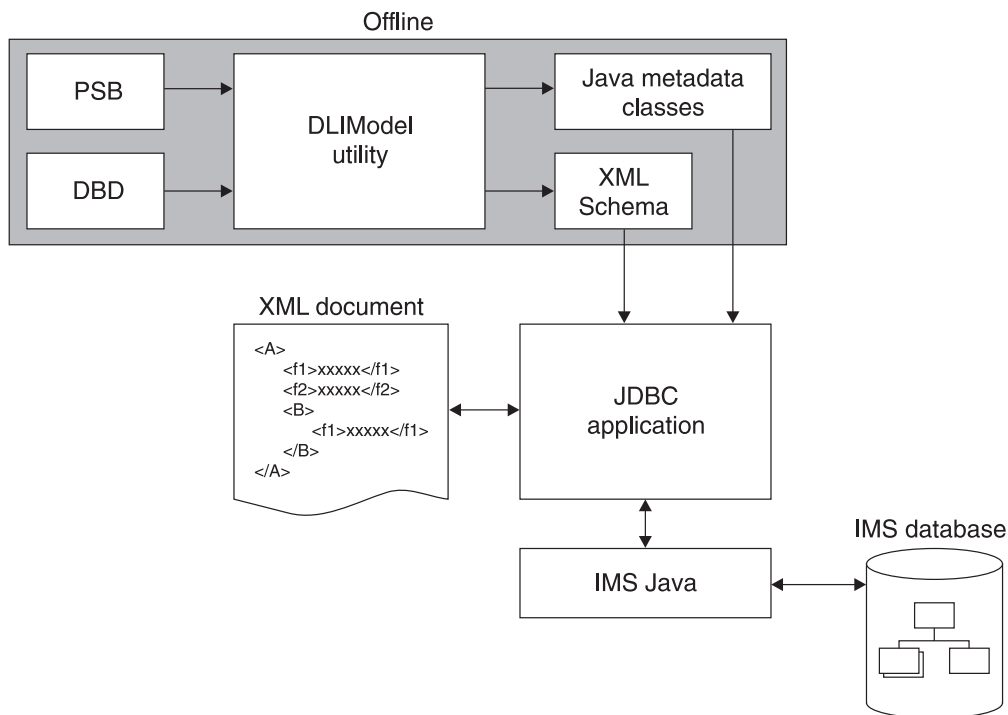 Offline
PSB
DLIModel
utility
Java metadata
classes
DBD
XML
Schema
XML document
<A>
<f1>xxxxx</f1>
<f2>xxxxx</f2>
<B>
<f1>xxxxx</f1>
</B>
</A>
JDBC
application
IMS Java
IMS database